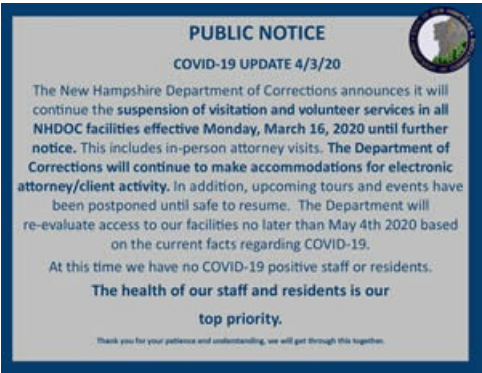 PUBLIC NOTICE
COVID-19 UPDATE 4/3/20
The New Hampshire Department of Corrections announces it will
continue the suspension of visitation and volunteer services in all
NHDOC facilities effective Monday, March 16, 2020 until further
notice. This includes in-person attorney visits. The Department of
Corrections will continue to make accommodations for electronic
attorney/client activity. In addition, upcoming tours and events have
been postponed until safe to resume. The Department will
re-evaluate access to our facilities no later than May 4th 2020 based
on the current facts regarding COVID-19.
At this time we have no COVID-19 positive staff or residents.
The health of our staff and residents is our
top priority.
Thank you for your patience and understanding, we will get through this together.